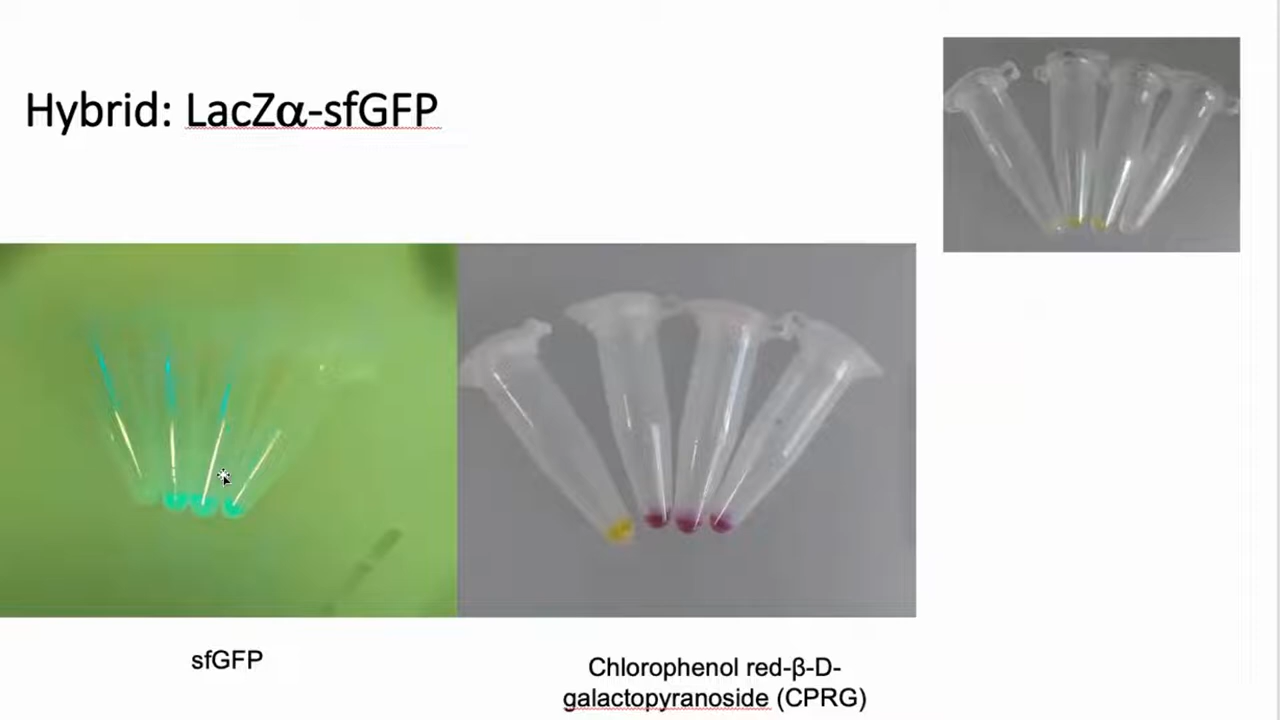 Hybrid: LacZα-sfGFP
sfGFP
Chlorophenol red-β-D-
galactopyranoside (CPRG)